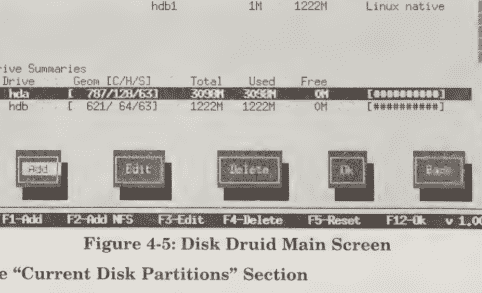 hdb1 1M 1222M Linux native
rive Summaries
Drive Geom [C/H/S] Total Used Free
hda [ 787/128/63] 3098M 3098M 0M [##########]
hdb [ 621/ 64/63] 1222M 1222M 0M [##########]
Add Edit Delete Ok Back
F1-Add F2-Add NFS F3-Edit F4-Delete F5-Reset F12-Ok v 1.00
Figure 4-5: Disk Druid Main Screen
e “Current Disk Partitions” Section